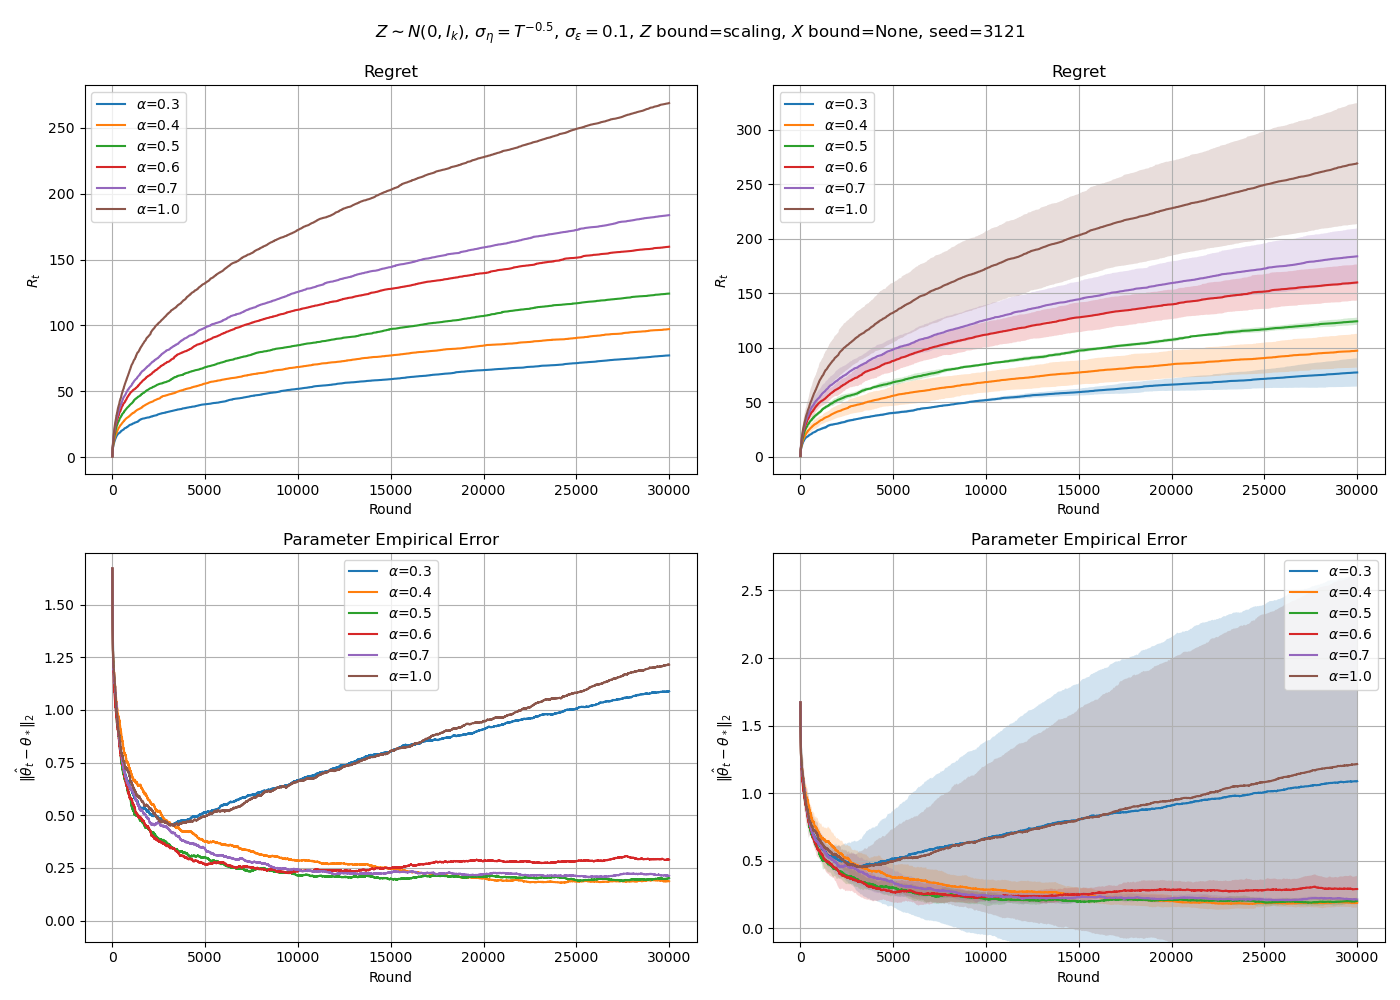 Z ∼ N(0, I_k), σ_η = T^{−0.5}, σ_ε = 0.1, Z bound=scaling, X bound=None, seed=3121
Regret
α=0.3
α=0.4
α=0.5
α=0.6
α=0.7
α=1.0
R_t
250
200
150
100
50
0
0 5000 10000 15000 20000 25000 30000
Round
Regret
α=0.3
α=0.4
α=0.5
α=0.6
α=0.7
α=1.0
R_t
300
250
200
150
100
50
0
0 5000 10000 15000 20000 25000 30000
Round
Parameter Empirical Error
α=0.3
α=0.4
α=0.5
α=0.6
α=0.7
α=1.0
‖θ̂_t − θ_*‖_2
1.50
1.25
1.00
0.75
0.50
0.25
0.00
0 5000 10000 15000 20000 25000 30000
Round
Parameter Empirical Error
α=0.3
α=0.4
α=0.5
α=0.6
α=0.7
α=1.0
‖θ̂_t − θ_*‖_2
2.5
2.0
1.5
1.0
0.5
0.0
0 5000 10000 15000 20000 25000 30000
Round